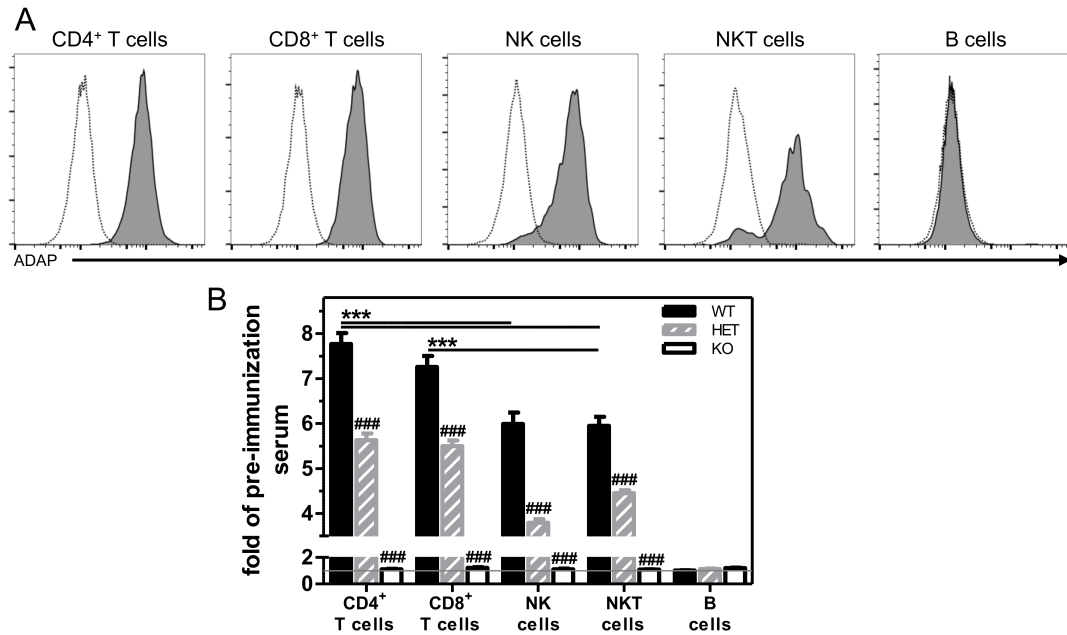 A
CD4+ T cells
CD8+ T cells
NK cells
NKT cells
B cells
ADAP
B
fold of pre-immunization
serum
WT
HET
KO
***
***
8
7
6
5
4
2
0
###
###
###
###
###
###
###
###
CD4+
T cells
CD8+
T cells
NK
cells
NKT
cells
B
cells